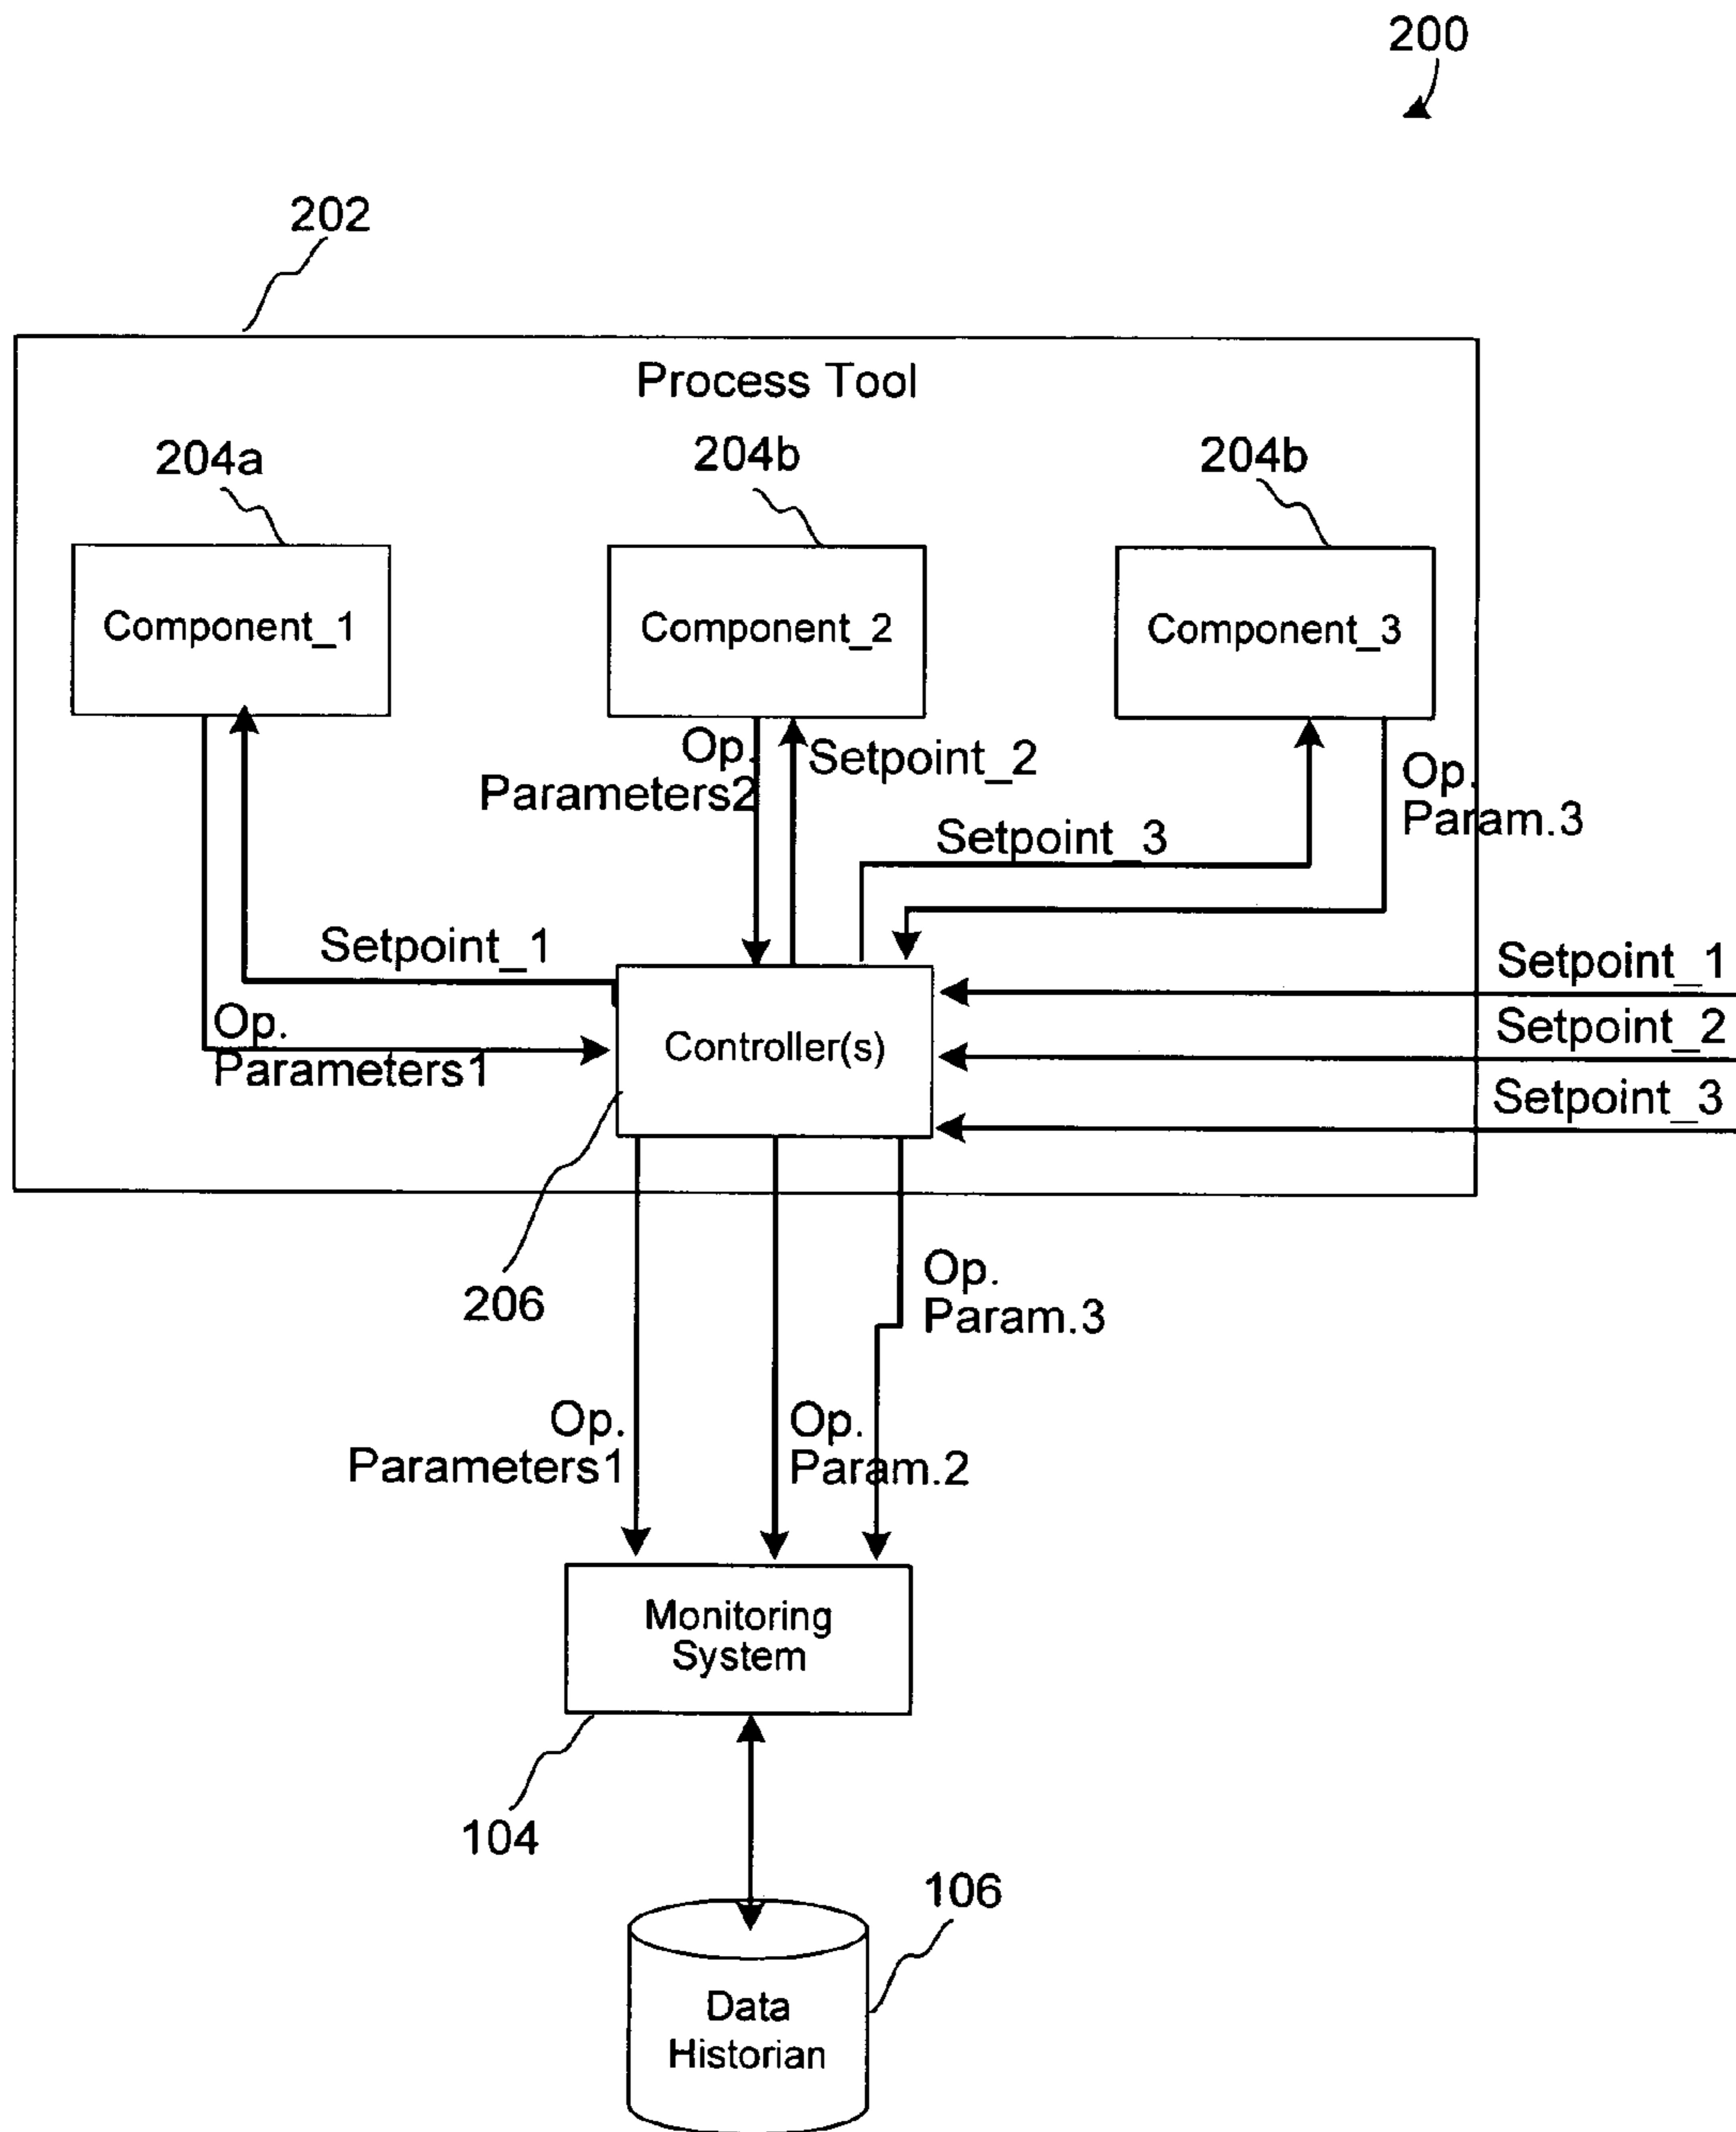 200
202
Process Tool
204a
204b
204b
Component_1
Component_2
Component_3
Op.
Parameters2
Setpoint_2
Op.
Param.3
Setpoint_3
Setpoint_1
Setpoint_1
Op.
Parameters1
Controller(s)
Setpoint_2
Setpoint_3
206
Op.
Param.3
Op.
Parameters1
Op.
Param.2
Monitoring
System
104
106
Data
Historian